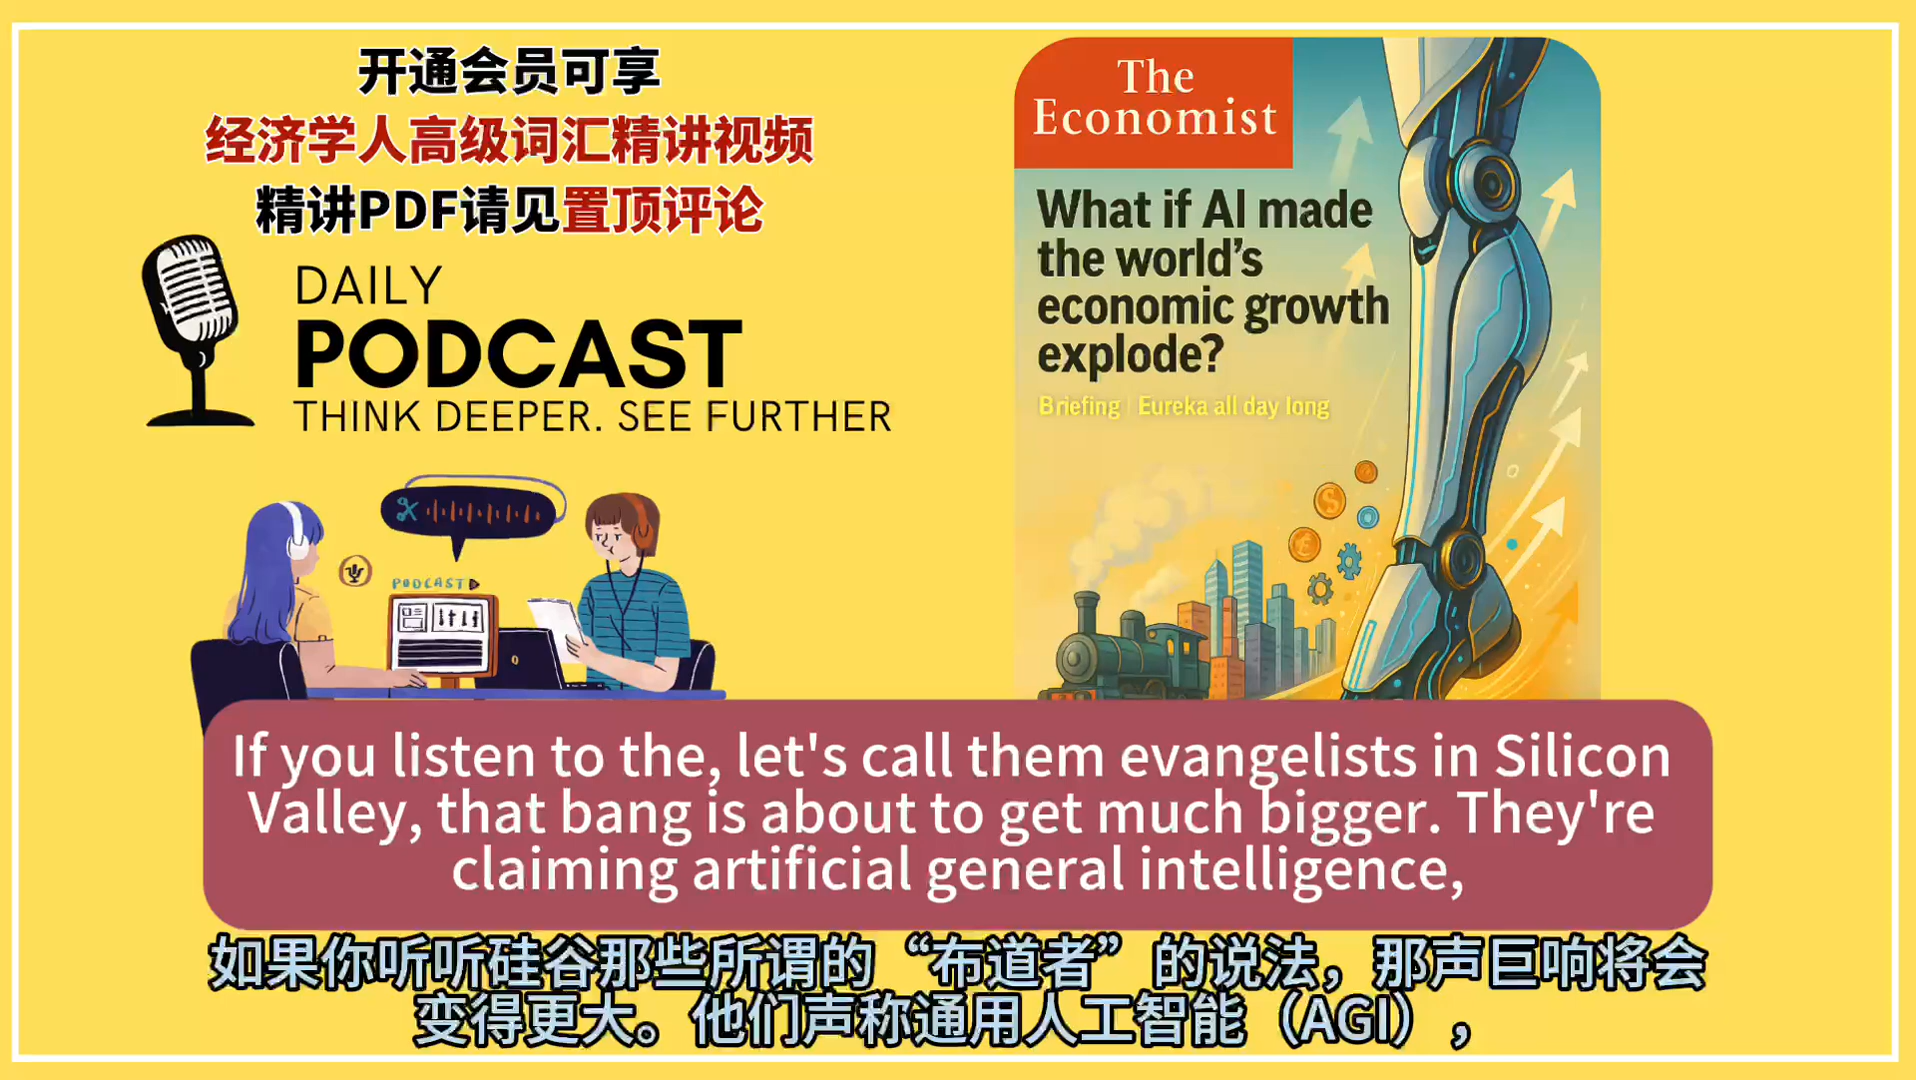 开通会员可享
经济学人高级词汇精讲视频
精讲PDF请见置顶评论
DAILY
PODCAST
THINK DEEPER. SEE FURTHER
PODCAST
The
Economist
What if AI made
the world's
economic growth
explode?
Briefing | Eureka all day long
If you listen to the, let's call them evangelists in Silicon
Valley, that bang is about to get much bigger. They're
claiming artificial general intelligence,
如果你听听硅谷那些所谓的“布道者”的说法，那声巨响将会
变得更大。他们声称通用人工智能（AGI），